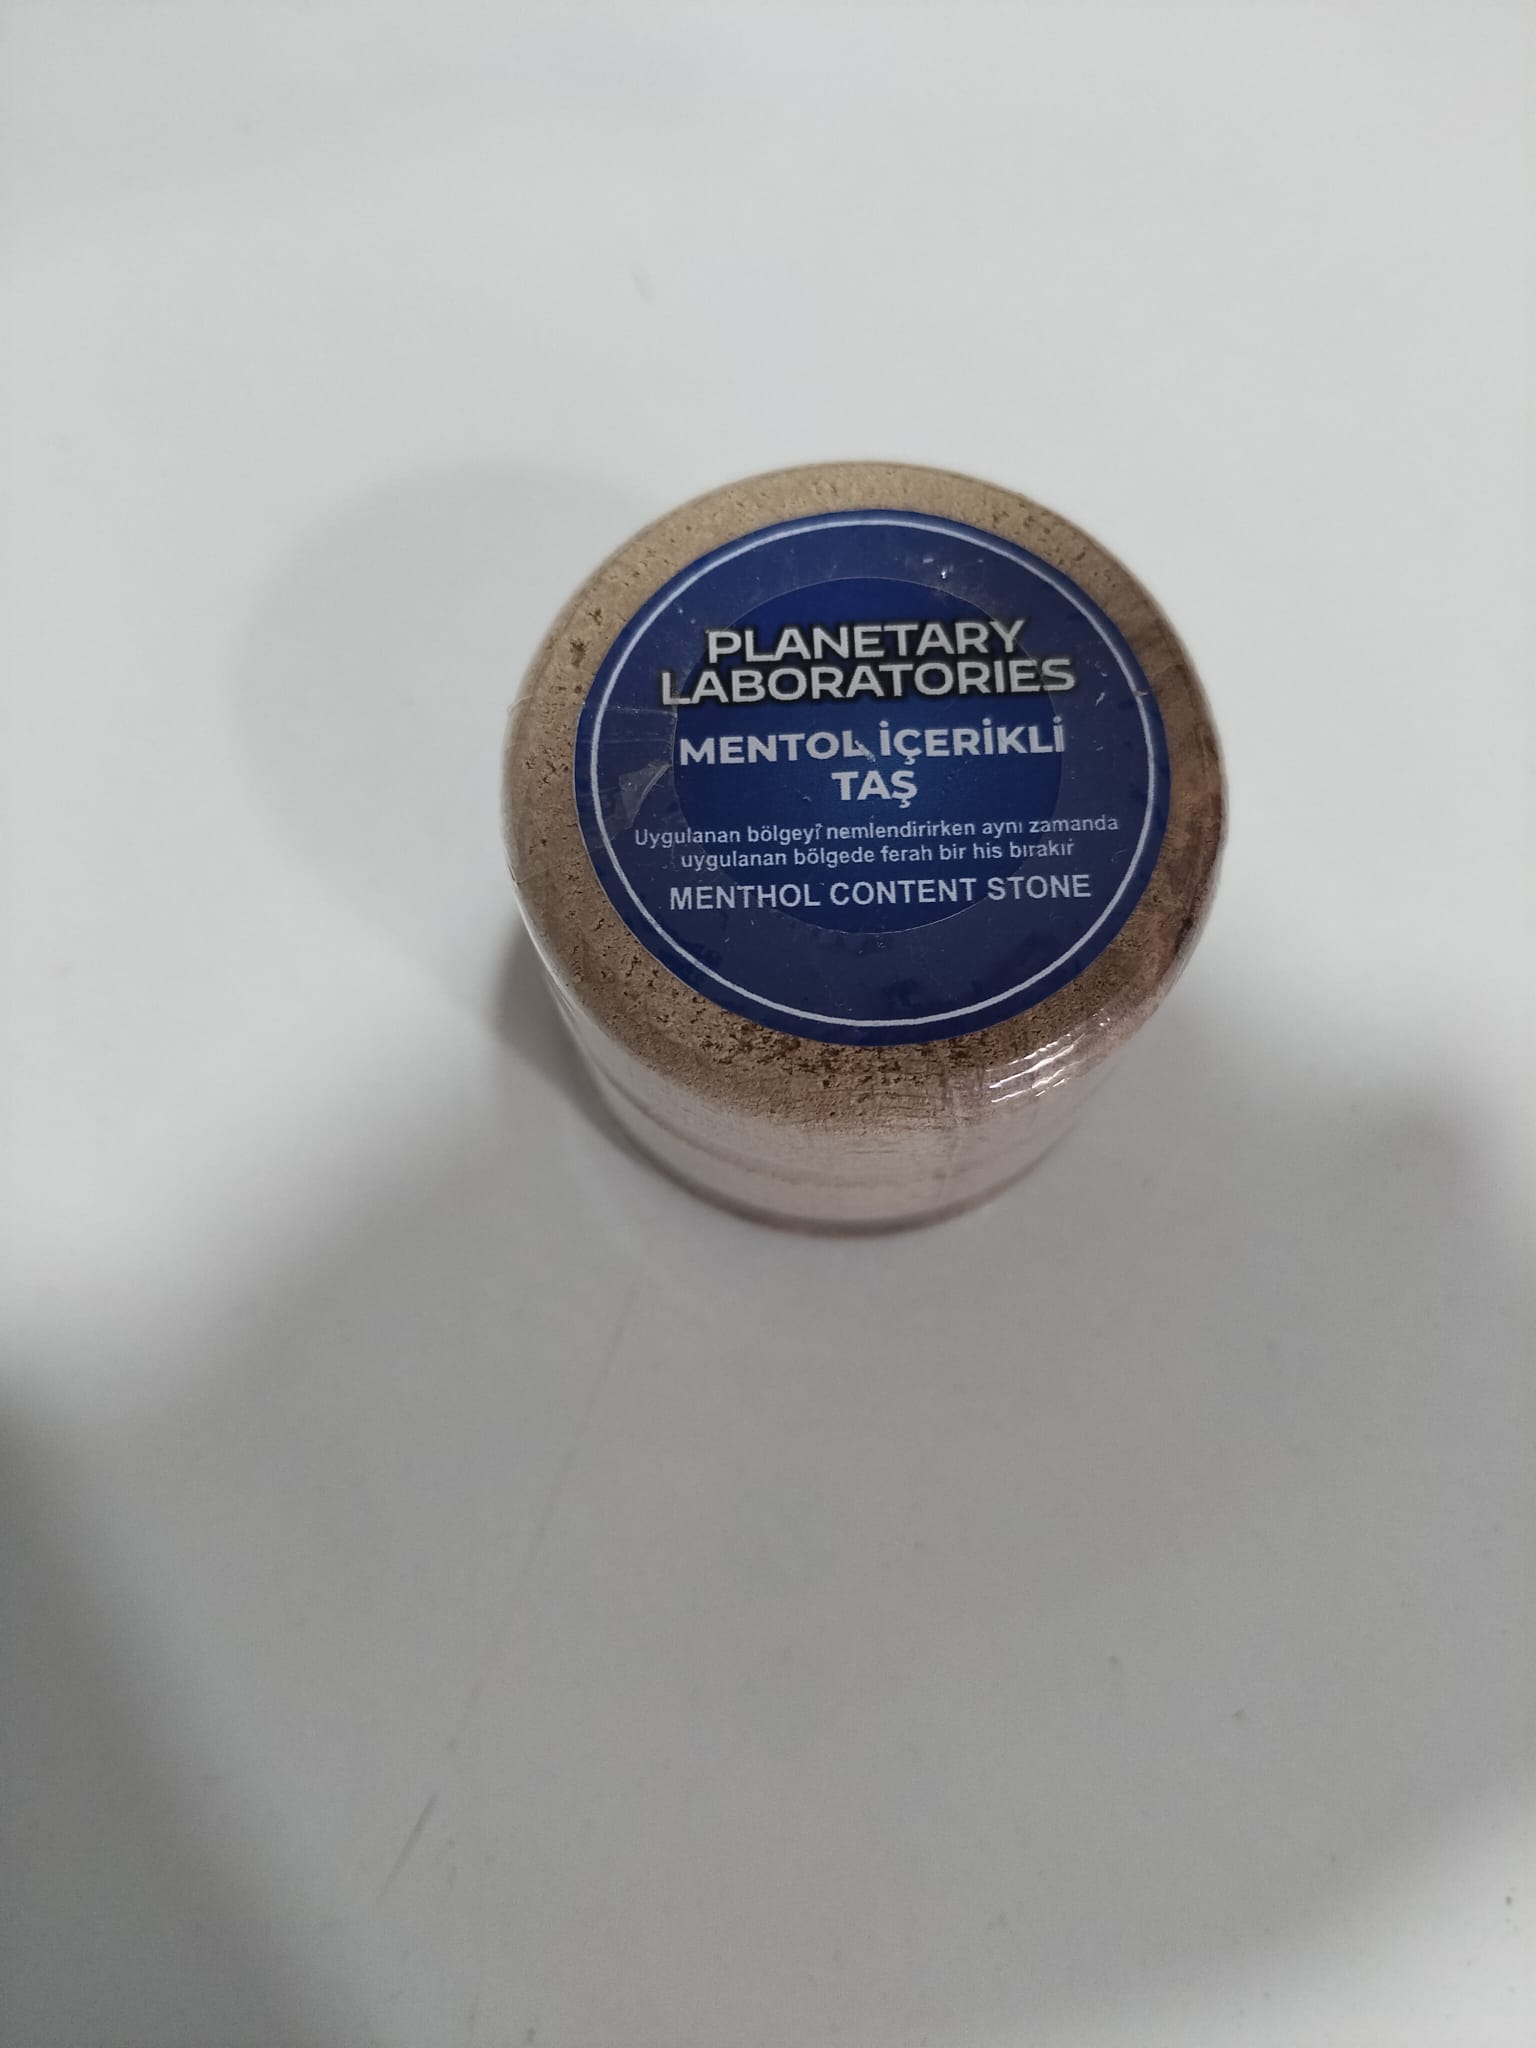 PLANETARY
LABORATORIES
MENTOL İÇERİKLİ
TAŞ
Uygulanan bölgeyi nemlendirirken aynı zamanda
uygulanan bölgede ferah bir his bırakır
MENTHOL CONTENT STONE